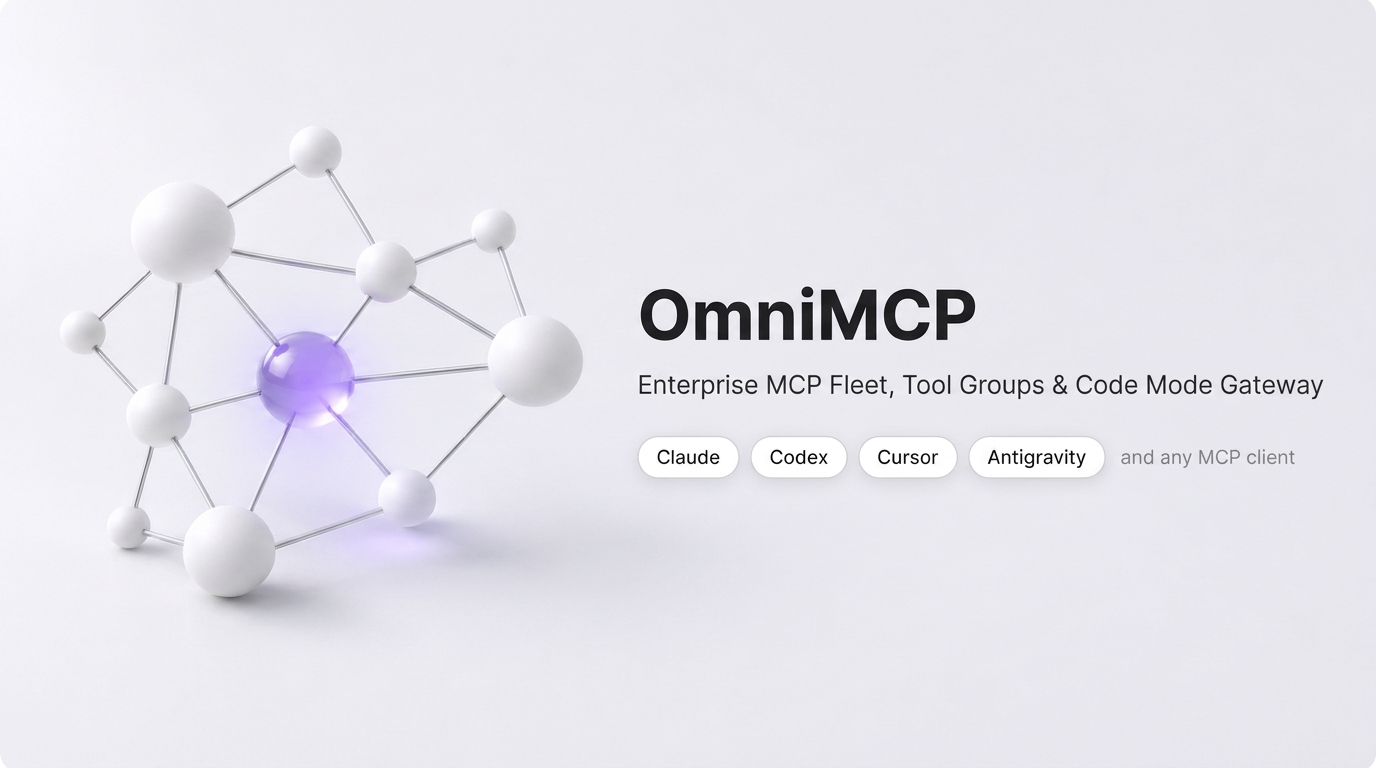 OmniMCP
Enterprise MCP Fleet, Tool Groups & Code Mode Gateway
Claude Codex Cursor Antigravity and any MCP client